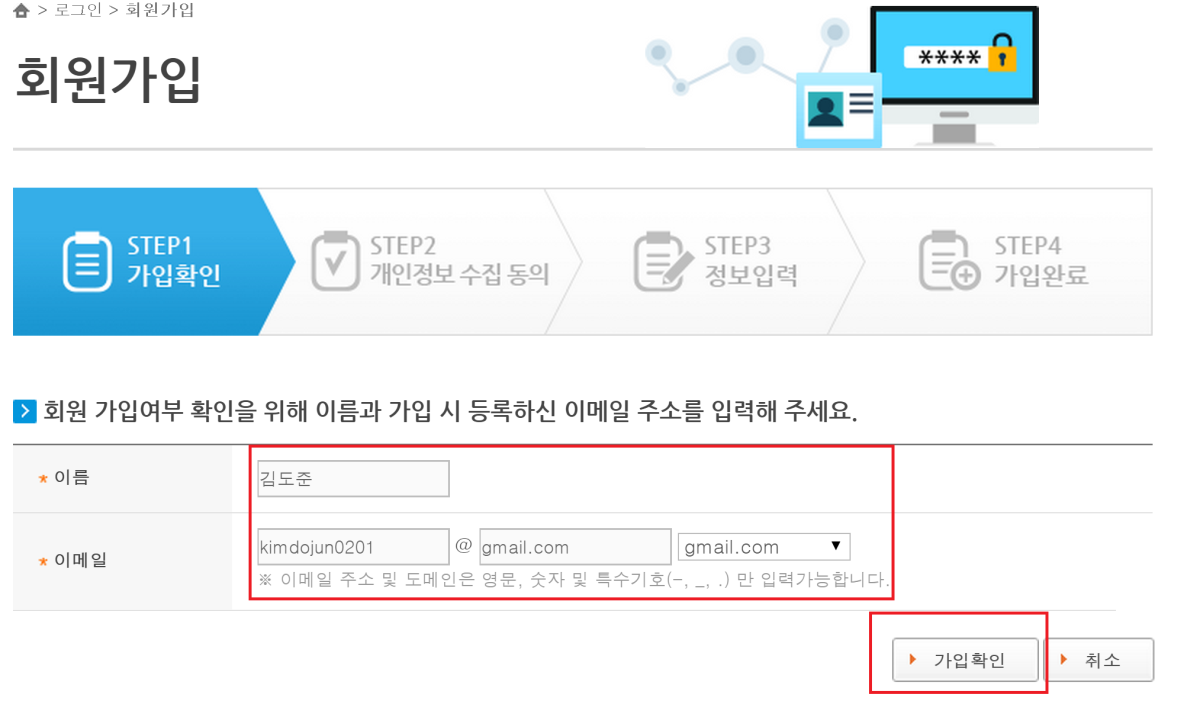 > 로그인 > 회원가입
회원가입
****
STEP1
가입확인
STEP2
개인정보 수집 동의
STEP3
정보입력
STEP4
가입완료
회원 가입여부 확인을 위해 이름과 가입 시 등록하신 이메일 주소를 입력해 주세요.
* 이름 김도준
* 이메일 kimdojun0201 @ gmail.com gmail.com ▼
※ 이메일 주소 및 도메인은 영문, 숫자 및 특수기호(-, _, .) 만 입력가능합니다.
가입확인 취소